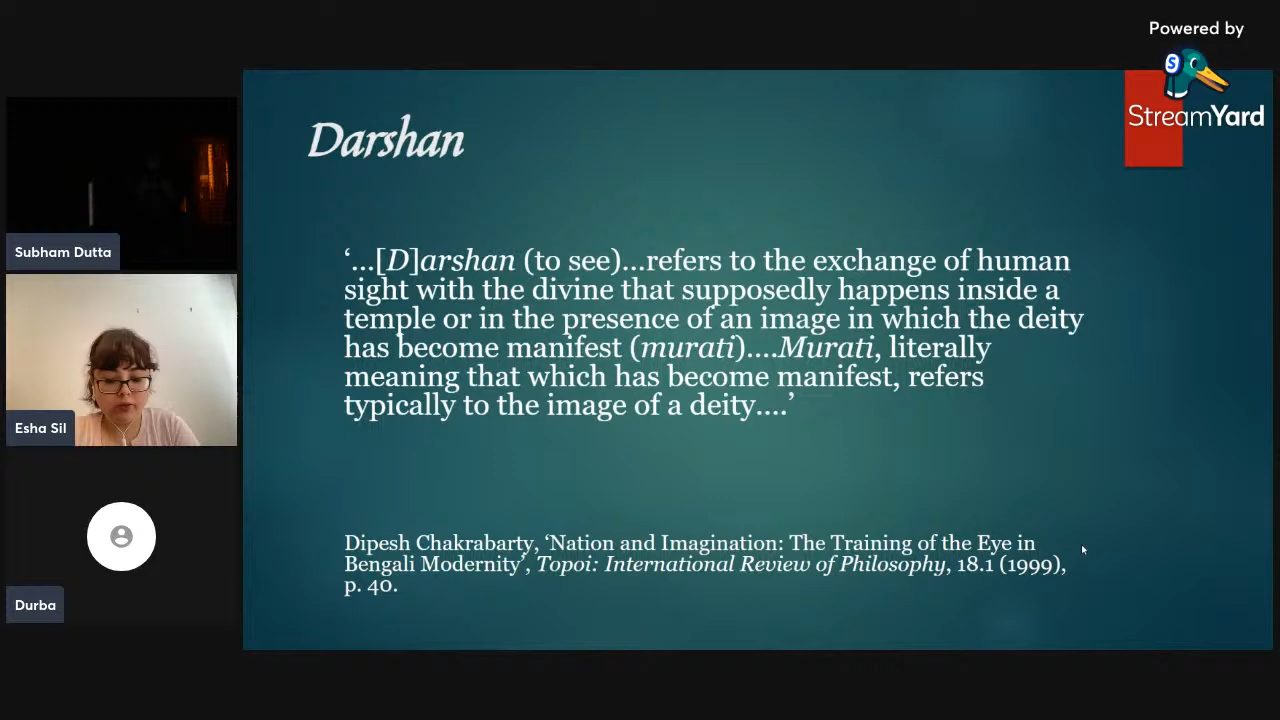 Powered by
StreamYard
Darshan
Subham Dutta
‘...[D]arshan (to see)...refers to the exchange of human
sight with the divine that supposedly happens inside a
temple or in the presence of an image in which the deity
has become manifest (murati)....Murati, literally
meaning that which has become manifest, refers
typically to the image of a deity....’
Esha Sil
Dipesh Chakrabarty, ‘Nation and Imagination: The Training of the Eye in
Bengali Modernity’, Topoi: International Review of Philosophy, 18.1 (1999),
p. 40.
Durba